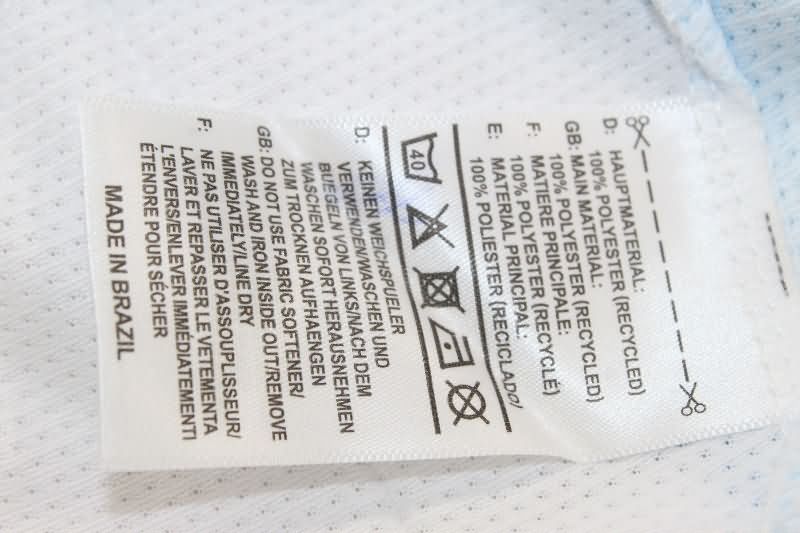 D: HAUPTMATERIAL:
100% POLYESTER (RECYCLED)
GB: MAIN MATERIAL:
100% POLYESTER (RECYCLED)
F: MATIERE PRINCIPALE:
100% POLYESTER (RECYCLÉ)
E: MATERIAL PRINCIPAL:
100% POLIESTER (RECICLADO/
40
D: KEINEN WEICHSPUELER
VERWENDEN/WASCHEN UND
BUEGELN VON LINKS/NACH DEM
WASCHEN SOFORT HERAUSNEHMEN
ZUM TROCKNEN AUFHAENGEN
GB: DO NOT USE FABRIC SOFTENER/
WASH AND IRON INSIDE OUT/REMOVE
IMMEDIATELY/LINE DRY
F: NE PAS UTILISER D'ASSOUPLISSEUR/
LAVER ET REPASSER LE VETEMENTA
L'ENVERS/ENLEVER IMMÉDIATEMENTI
ÉTENDRE POUR SÉCHER
MADE IN BRAZIL